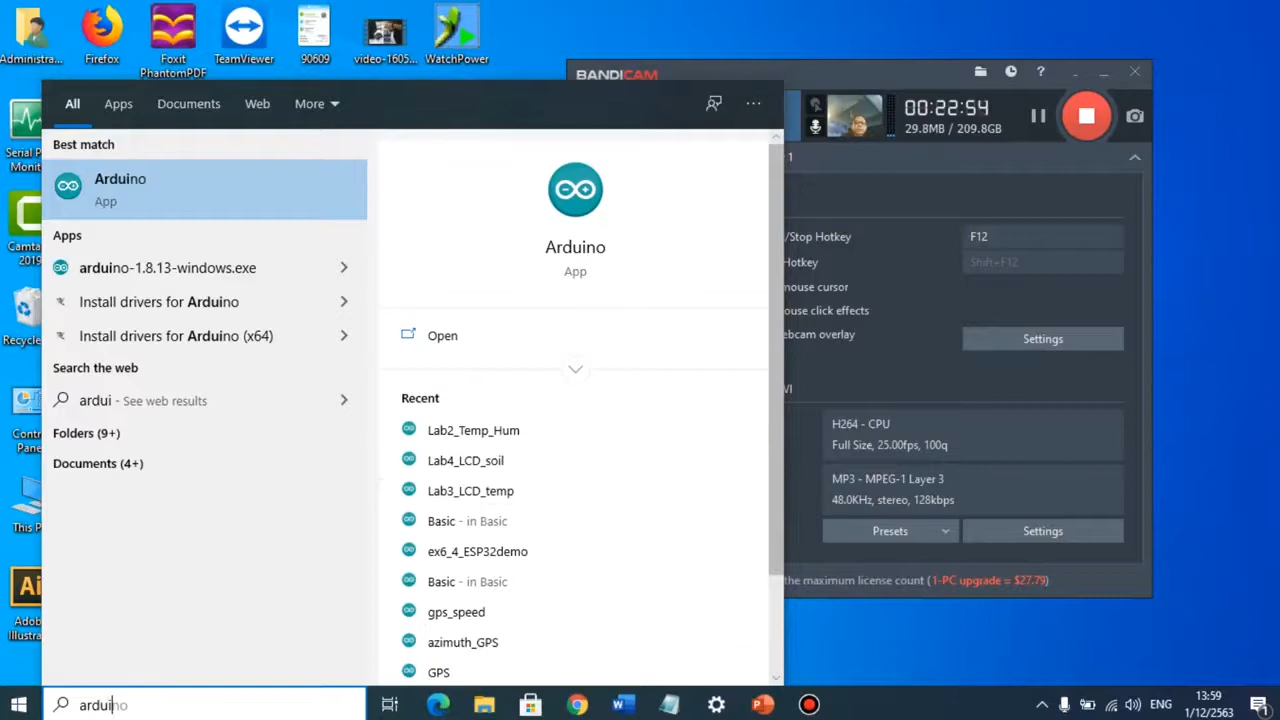 Administra...
Firefox
Foxit
PhantomPDF
TeamViewer
90609
video-1605...
WatchPower
Serial P
Monit
Camta
2019
Recycle
Contr
Pane
This P
Ai
Adob
Illustra
All
Apps
Documents
Web
More
Best match
Arduino
App
Apps
arduino-1.8.13-windows.exe
Install drivers for Arduino
Install drivers for Arduino (x64)
Search the web
ardui - See web results
Folders (9+)
Documents (4+)
Arduino
App
Open
Recent
Lab2_Temp_Hum
Lab4_LCD_soil
Lab3_LCD_temp
Basic - in Basic
ex6_4_ESP32demo
Basic - in Basic
gps_speed
azimuth_GPS
GPS
BANDICAM
00:22:54
29.8MB / 209.8GB
1
/Stop Hotkey
F12
Hotkey
Shift+F12
mouse cursor
ouse click effects
ebcam overlay
Settings
H264 - CPU
Full Size, 25.00fps, 100q
MP3 - MPEG-1 Layer 3
48.0KHz, stereo, 128kbps
Presets
Settings
the maximum license count (1-PC upgrade = $27.79)
arduino
ENG
13:59
1/12/2563